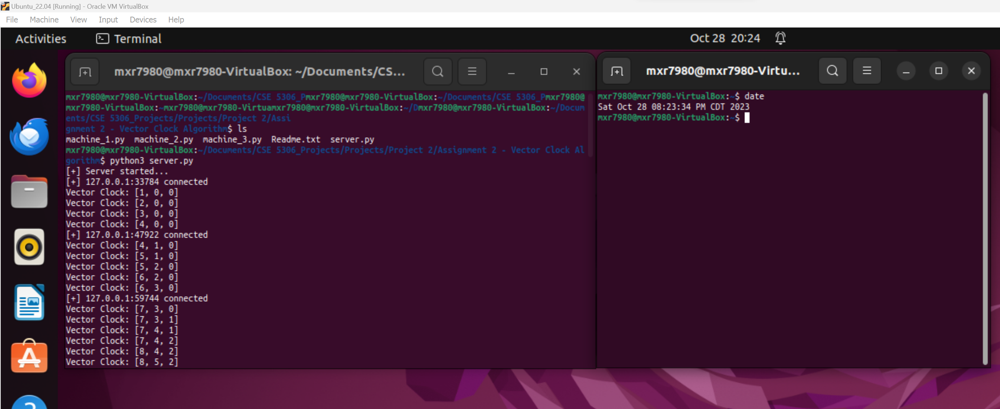 Ubuntu_22.04 [Running] - Oracle VM VirtualBox
File Machine View Input Devices Help
Activities Terminal Oct 28 20:24
mxr7980@mxr7980-VirtualBox: ~/Documents/CS...
mxr7980@mxr7980-VirtualBox:~/Documents/CSE 5306_Pmxr7980@mxr7980-VirtualBox:~/Documents/CSE 5306_Pmxr7980@
mxr7980-VirtualBox:~mxr7980@mxr7980-Virtuamxr7980@mxr7980-VirtualBox:~/Dmxr7980@mxr7980-VirtualBox:~/Docum
ents/CSE 5306_Projects/Projects/Project 2/Assi
gnment 2 - Vector Clock Algorithm$ ls
machine_1.py machine_2.py machine_3.py Readme.txt server.py
mxr7980@mxr7980-VirtualBox:~/Documents/CSE 5306_Projects/Projects/Project 2/Assignment 2 - Vector Clock Al
gorithm$ python3 server.py
[+] Server started...
[+] 127.0.0.1:33784 connected
Vector Clock: [1, 0, 0]
Vector Clock: [2, 0, 0]
Vector Clock: [3, 0, 0]
Vector Clock: [4, 0, 0]
[+] 127.0.0.1:47922 connected
Vector Clock: [4, 1, 0]
Vector Clock: [5, 1, 0]
Vector Clock: [5, 2, 0]
Vector Clock: [6, 2, 0]
Vector Clock: [6, 3, 0]
[+] 127.0.0.1:59744 connected
Vector Clock: [7, 3, 0]
Vector Clock: [7, 3, 1]
Vector Clock: [7, 4, 1]
Vector Clock: [7, 4, 2]
Vector Clock: [8, 4, 2]
Vector Clock: [8, 5, 2]
mxr7980@mxr7980-Virtu...
mxr7980@mxr7980-VirtualBox:~$ date
Sat Oct 28 08:23:34 PM CDT 2023
mxr7980@mxr7980-VirtualBox:~$